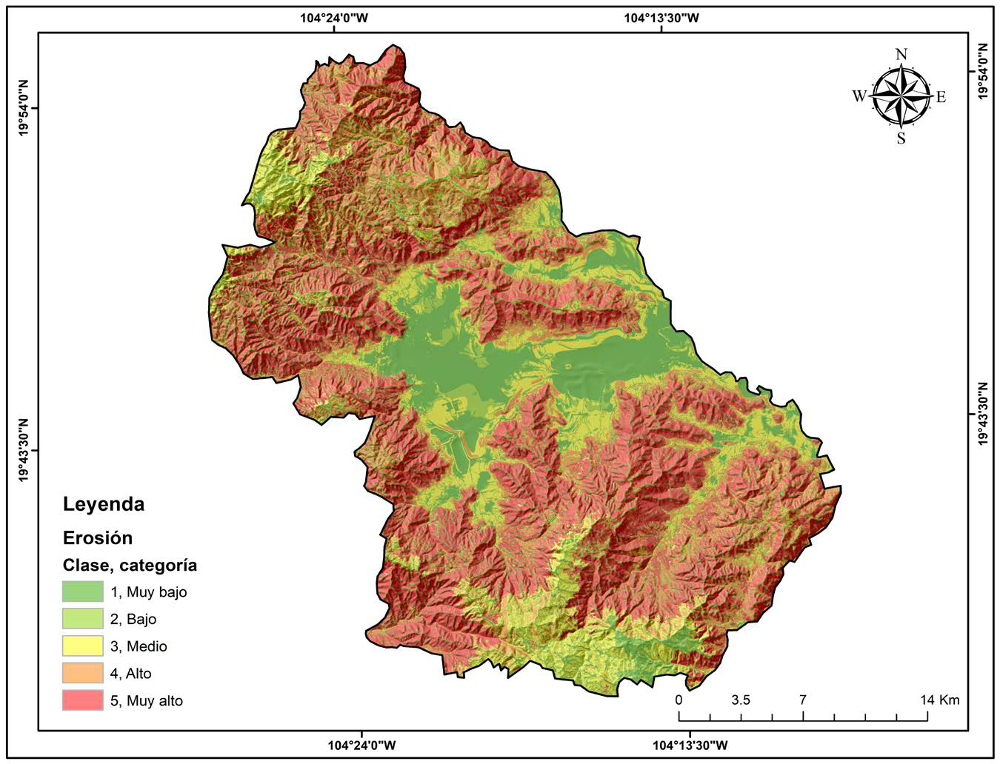 104°24'0"W
104°13'30"W
19°54'0"N
19°54'0"N
N
W
E
S
19°43'30"N
19°43'30"N
Leyenda
Erosión
Clase, categoría
1, Muy bajo
2, Bajo
3, Medio
4, Alto
5, Muy alto
0 3.5 7 14 Km
104°24'0"W
104°13'30"W